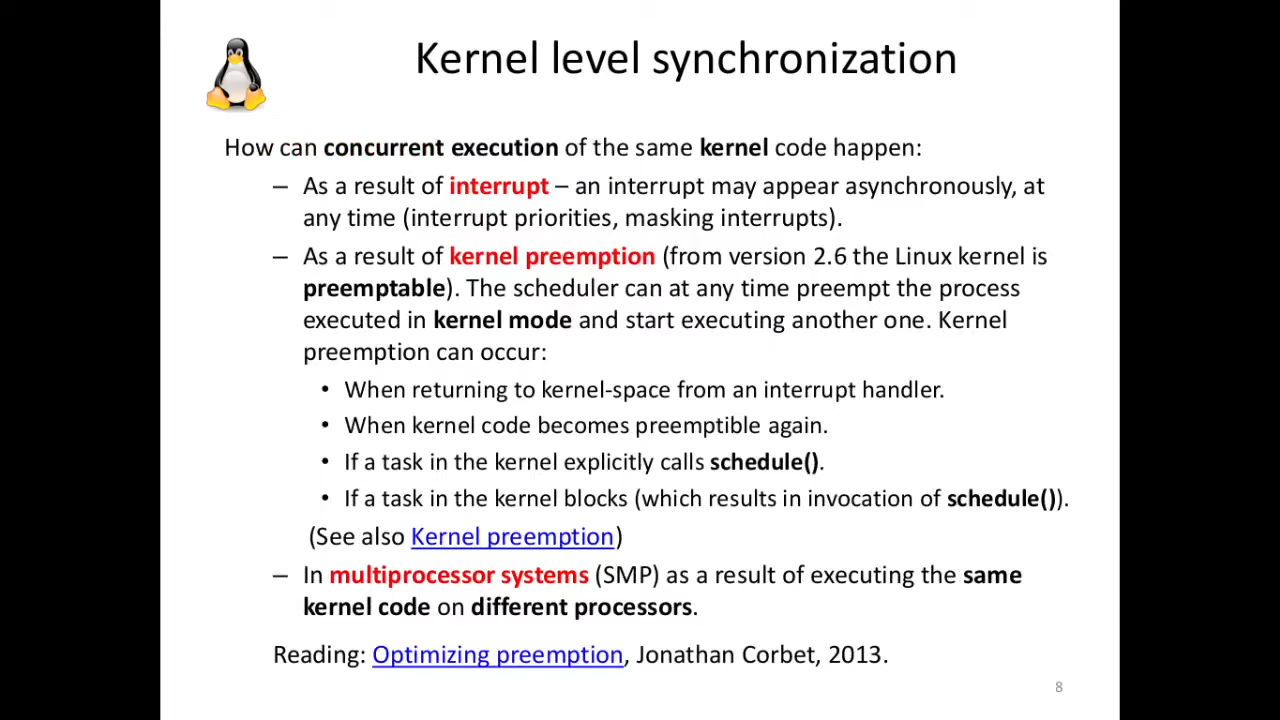 Kernel level synchronization
How can concurrent execution of the same kernel code happen:
– As a result of interrupt – an interrupt may appear asynchronously, at
any time (interrupt priorities, masking interrupts).
– As a result of kernel preemption (from version 2.6 the Linux kernel is
preemptable). The scheduler can at any time preempt the process
executed in kernel mode and start executing another one. Kernel
preemption can occur:
• When returning to kernel-space from an interrupt handler.
• When kernel code becomes preemptible again.
• If a task in the kernel explicitly calls schedule().
• If a task in the kernel blocks (which results in invocation of schedule()).
(See also Kernel preemption)
– In multiprocessor systems (SMP) as a result of executing the same
kernel code on different processors.
Reading: Optimizing preemption, Jonathan Corbet, 2013.
8